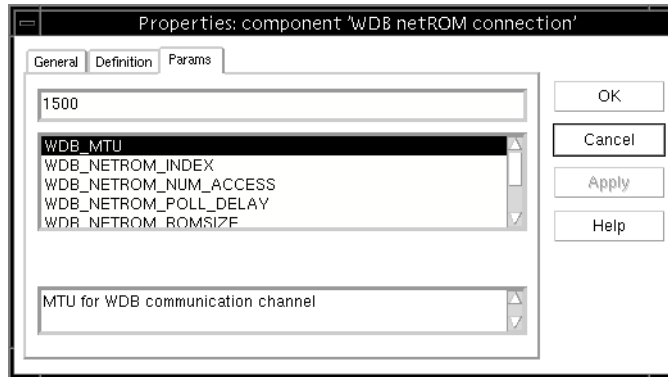 Properties: component 'WDB netROM connection'
General Definition Params
1500
WDB_MTU
WDB_NETROM_INDEX
WDB_NETROM_NUM_ACCESS
WDB_NETROM_POLL_DELAY
WDB_NETROM_ROMSIZE
MTU for WDB communication channel
OK
Cancel
Apply
Help